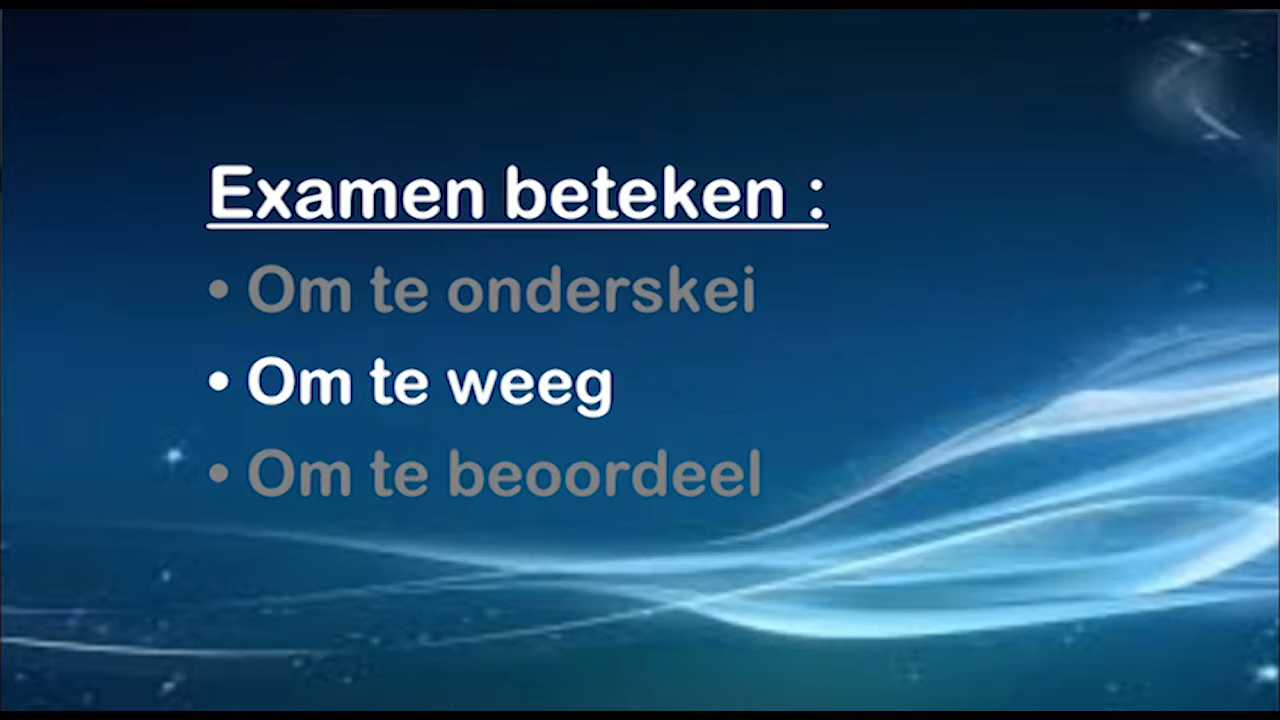 Examen beteken :
• Om te onderskei
• Om te weeg
• Om te beoordeel